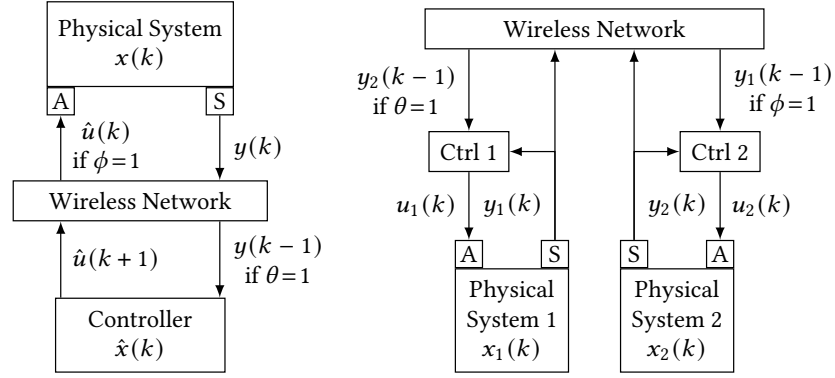 Physical System
x(k)
A
S
û(k)
if ϕ=1
y(k)
Wireless Network
û(k+1)
y(k−1)
if θ=1
Controller
x̂(k)
Wireless Network
y₂(k−1)
if θ=1
y₁(k−1)
if ϕ=1
Ctrl 1
Ctrl 2
u₁(k)
y₁(k)
y₂(k)
u₂(k)
A
S
S
A
Physical
System 1
x₁(k)
Physical
System 2
x₂(k)